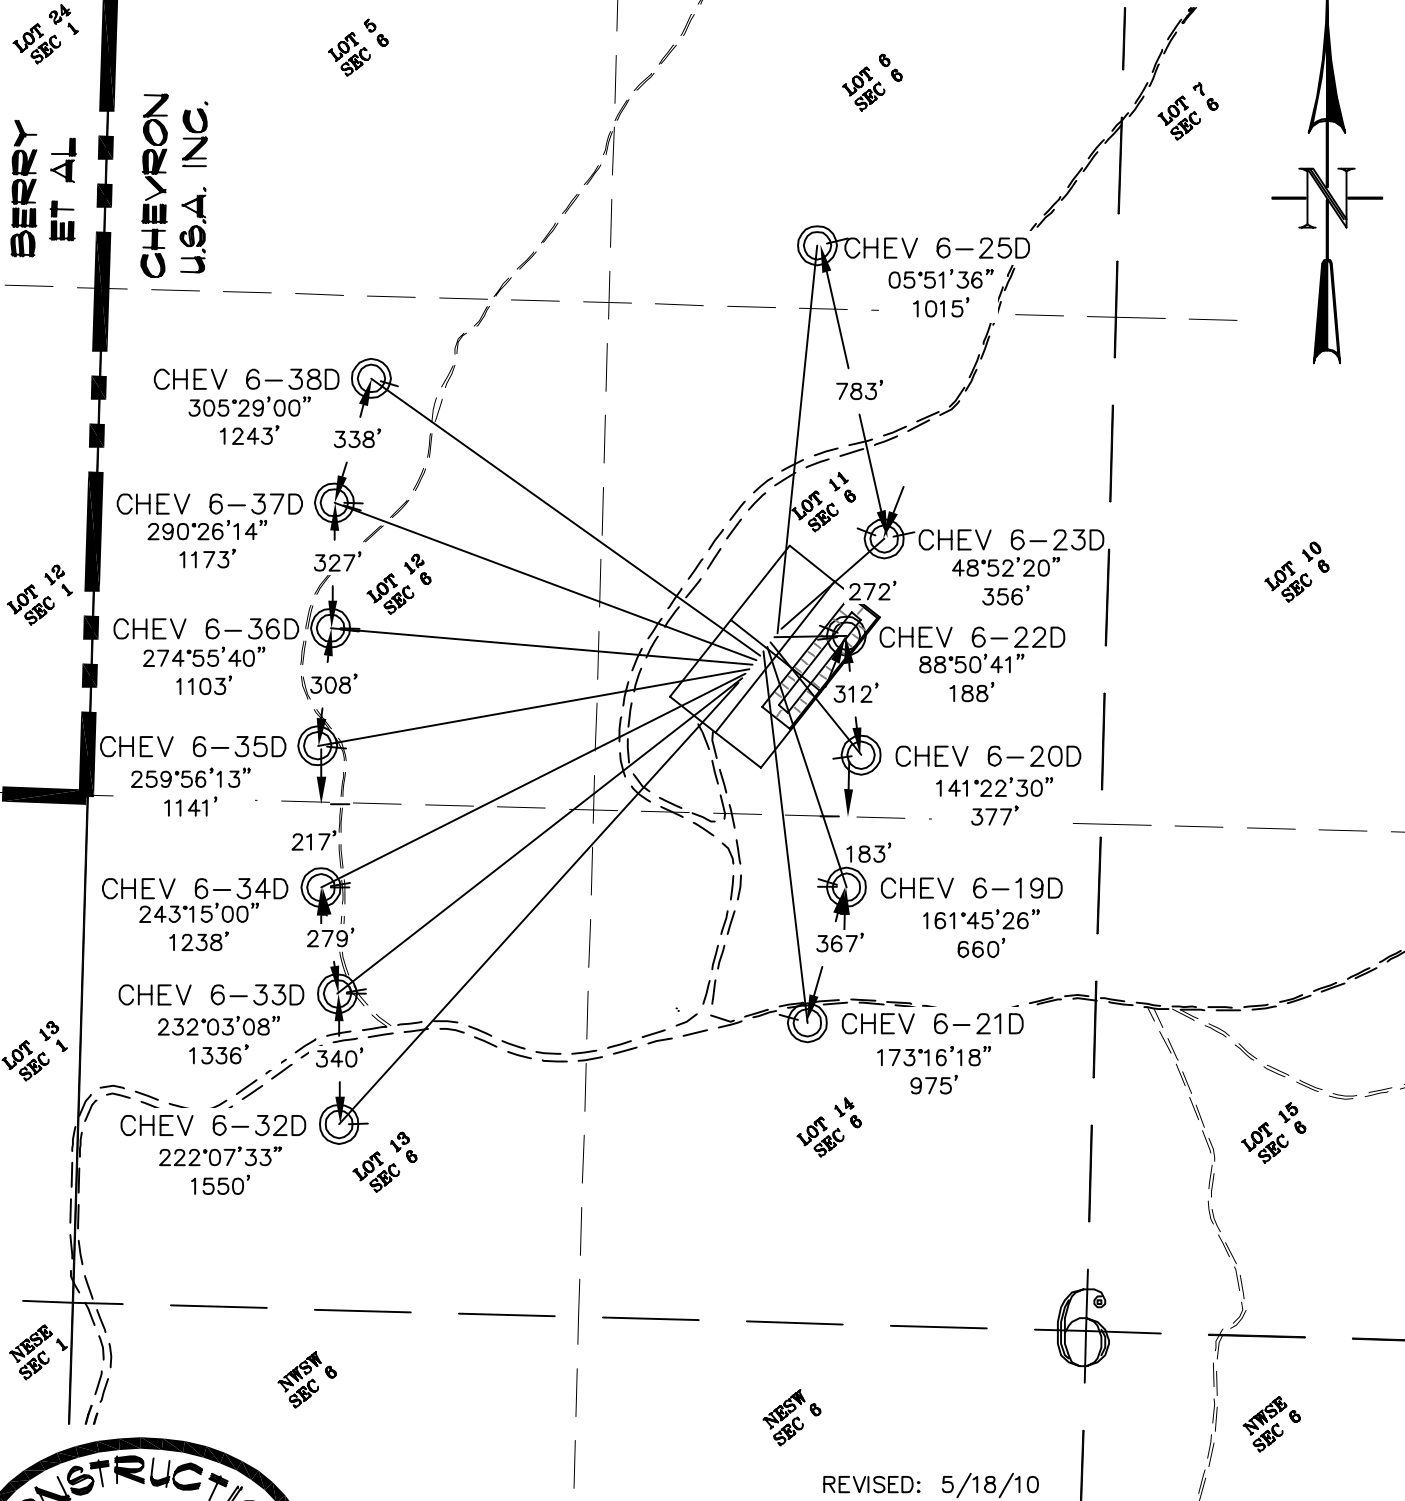 LOT 24
SEC 1
LOT 5
SEC 6
LOT 6
SEC 6
LOT 7
SEC 6
BERRY
ET AL
CHEVRON
U.S.A. INC.
N
CHEV 6-25D
05°51'36"
1015'
783'
CHEV 6-38D
305°29'00"
1243'
338'
CHEV 6-37D
290°26'14"
1173'
327'
LOT 11
SEC 6
CHEV 6-23D
48°52'20"
356'
272'
LOT 12
SEC 1
LOT 12
SEC 6
LOT 10
SEC 6
CHEV 6-36D
274°55'40"
1103'
308'
CHEV 6-22D
88°50'41"
188'
312'
CHEV 6-35D
259°56'13"
1141'
217'
CHEV 6-20D
141°22'30"
377'
183'
CHEV 6-34D
243°15'00"
1238'
279'
CHEV 6-19D
161°45'26"
660'
367'
CHEV 6-33D
232°03'08"
1336'
340'
CHEV 6-21D
173°16'18"
975'
LOT 13
SEC 1
CHEV 6-32D
222°07'33"
1550'
LOT 13
SEC 6
LOT 14
SEC 6
LOT 15
SEC 6
6
NESE
SEC 1
NWSW
SEC 6
NESW
SEC 6
NWSE
SEC 6
REVISED: 5/18/10